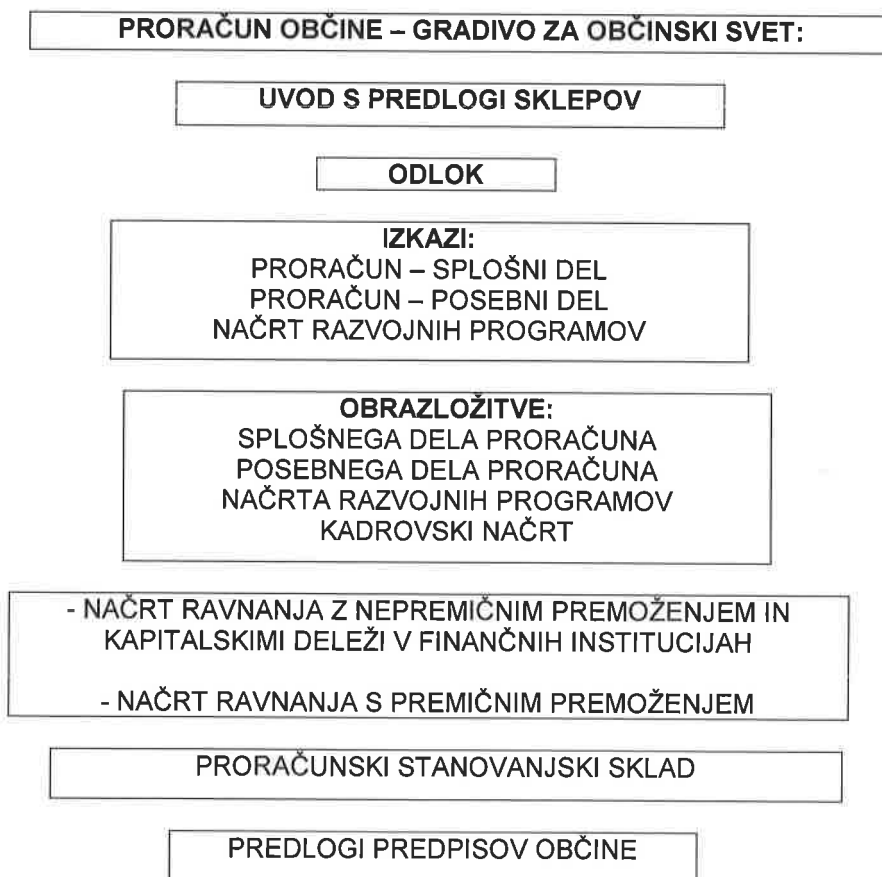 PRORAČUN OBČINE – GRADIVO ZA OBČINSKI SVET:
UVOD S PREDLOGI SKLEPOV
ODLOK
IZKAZI:
PRORAČUN – SPLOŠNI DEL
PRORAČUN – POSEBNI DEL
NAČRT RAZVOJNIH PROGRAMOV
OBRAZLOŽITVE:
SPLOŠNEGA DELA PRORAČUNA
POSEBNEGA DELA PRORAČUNA
NAČRTA RAZVOJNIH PROGRAMOV
KADROVSKI NAČRT
- NAČRT RAVNANJA Z NEPREMIČNIM PREMOŽENJEM IN
KAPITALSKIMI DELEŽI V FINANČNIH INSTITUCIJAH
- NAČRT RAVNANJA S PREMIČNIM PREMOŽENJEM
PRORAČUNSKI STANOVANJSKI SKLAD
PREDLOGI PREDPISOV OBČINE